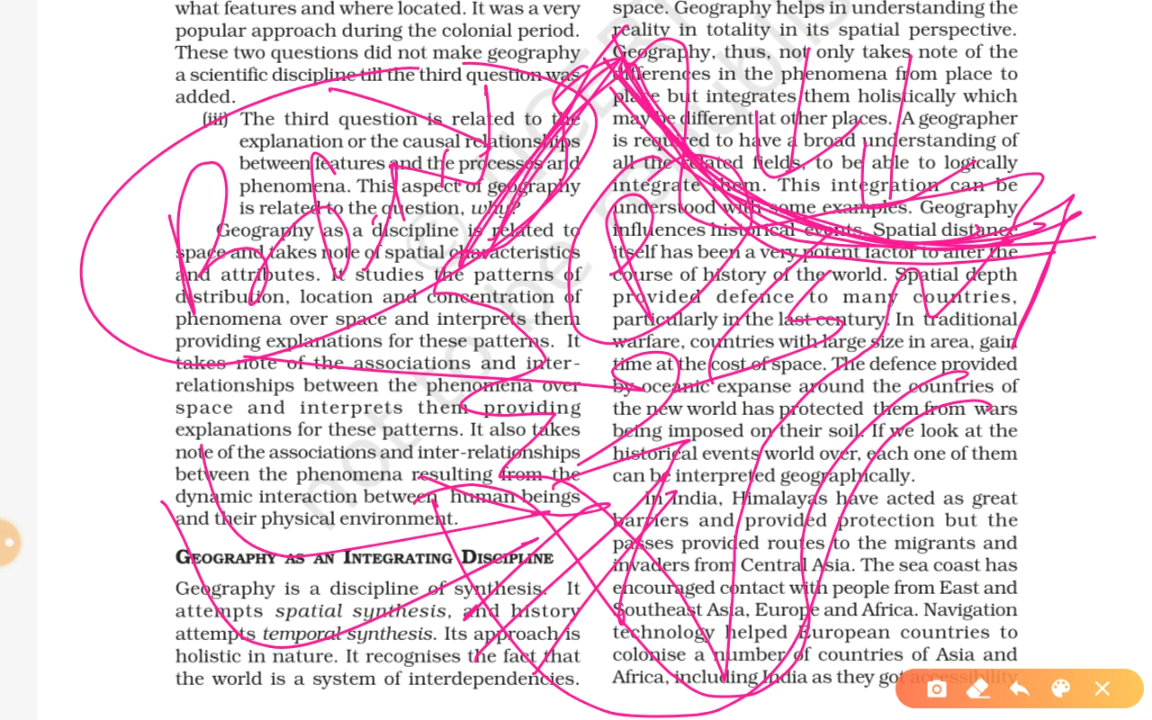 what features and where located. It was a very
popular approach during the colonial period.
These two questions did not make geography
a scientific discipline till the third question was
added.
(iii) The third question is related to the
explanation or the causal relationships
between features and the processes and
phenomena. This aspect of geography
is related to the question, why?
Geography as a discipline is related to
space and takes note of spatial characteristics
and attributes. It studies the patterns of
distribution, location and concentration of
phenomena over space and interprets them
providing explanations for these patterns. It
takes note of the associations and inter-
relationships between the phenomena over
space and interprets them providing
explanations for these patterns. It also takes
note of the associations and inter-relationships
between the phenomena resulting from the
dynamic interaction between human beings
and their physical environment.
GEOGRAPHY AS AN INTEGRATING DISCIPLINE
Geography is a discipline of synthesis. It
attempts spatial synthesis, and history
attempts temporal synthesis. Its approach is
holistic in nature. It recognises the fact that
the world is a system of interdependencies.
space. Geography helps in understanding the
reality in totality in its spatial perspective.
Geography, thus, not only takes note of the
differences in the phenomena from place to
place but integrates them holistically which
may be different at other places. A geographer
is required to have a broad understanding of
all the related fields, to be able to logically
integrate them. This integration can be
understood with some examples. Geography
influences historical events. Spatial distance
itself has been a very potent factor to alter the
course of history of the world. Spatial depth
provided defence to many countries,
particularly in the last century. In traditional
warfare, countries with large size in area, gain
time at the cost of space. The defence provided
by oceanic expanse around the countries of
the new world has protected them from wars
being imposed on their soil. If we look at the
historical events world over, each one of them
can be interpreted geographically.
In India, Himalayas have acted as great
barriers and provided protection but the
passes provided routes to the migrants and
invaders from Central Asia. The sea coast has
encouraged contact with people from East and
Southeast Asia, Europe and Africa. Navigation
technology helped European countries to
colonise a number of countries of Asia and
Africa, including India as they got accessibility